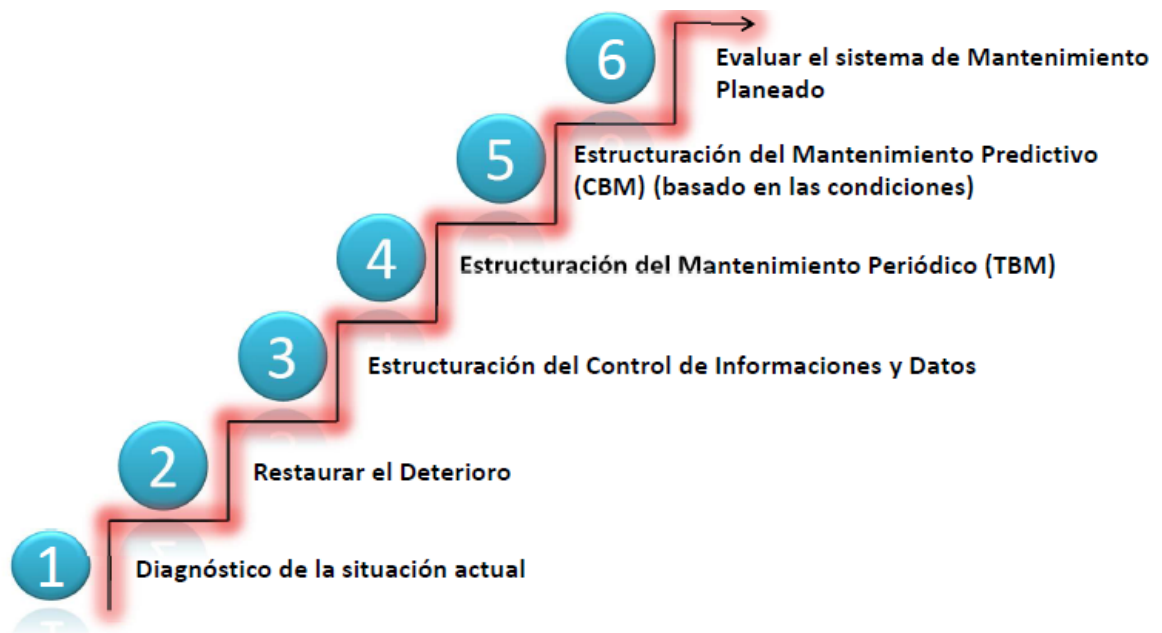 6
Evaluar el sistema de Mantenimiento
Planeado
5
Estructuración del Mantenimiento Predictivo
(CBM) (basado en las condiciones)
4
Estructuración del Mantenimiento Periódico (TBM)
3
Estructuración del Control de Informaciones y Datos
2
Restaurar el Deterioro
1
Diagnóstico de la situación actual